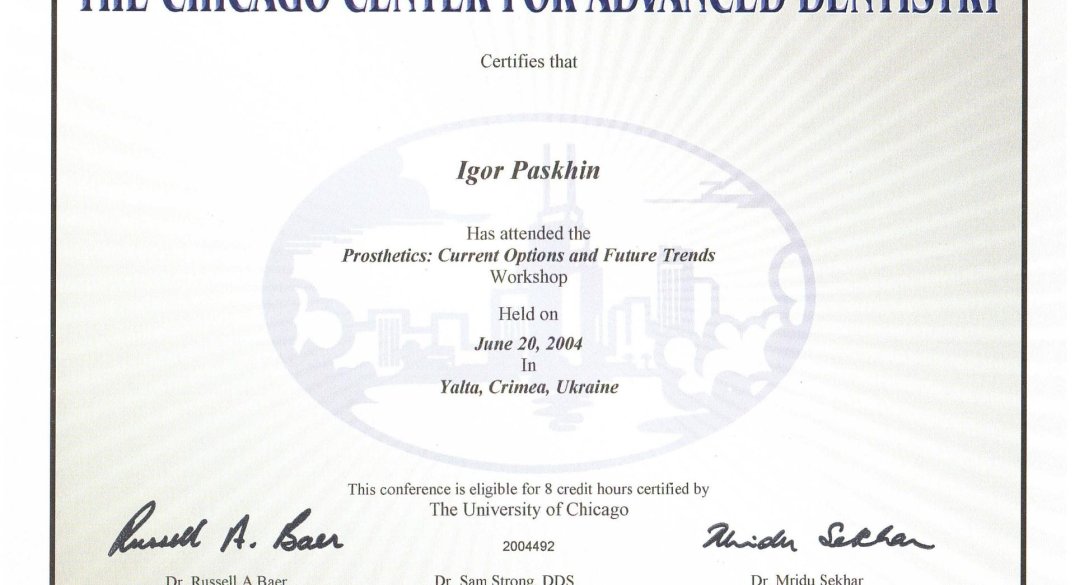 THE CHICAGO CENTER FOR ADVANCED DENTISTRY
Certifies that
Igor Paskhin
Has attended the
Prosthetics: Current Options and Future Trends
Workshop
Held on
June 20, 2004
In
Yalta, Crimea, Ukraine
This conference is eligible for 8 credit hours certified by
The University of Chicago
Russell A. Baer
2004492
Mridu Sekhar
Dr. Russell A Baer
Dr. Sam Strong, DDS
Dr. Mridu Sekhar